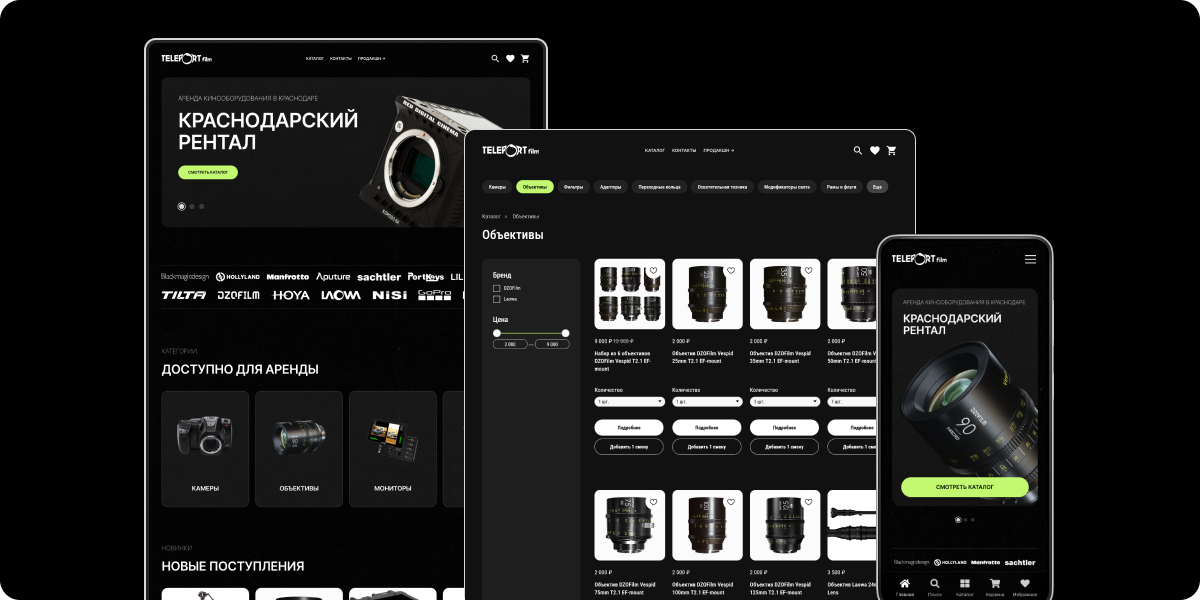 TELEPORT film
КАТАЛОГ КОНТАКТЫ ПРОДАКШН →
АРЕНДА КИНООБОРУДОВАНИЯ В КРАСНОДАРЕ
КРАСНОДАРСКИЙ
РЕНТАЛ
СМОТРЕТЬ КАТАЛОГ
RED DIGITAL CINEMA
Blackmagicdesign HOLLYLAND Manfrotto Aputure sachtler PortKeys LIL
TILTA DZOFILM HOYA LAOWA NiSi GoPro
КАТЕГОРИИ
ДОСТУПНО ДЛЯ АРЕНДЫ
КАМЕРЫ
ОБЪЕКТИВЫ
МОНИТОРЫ
НОВИНКИ
НОВЫЕ ПОСТУПЛЕНИЯ
TELEPORT film
КАТАЛОГ КОНТАКТЫ ПРОДАКШН →
Камеры Объективы Фильтры Адаптеры Переходные кольца Осветительная техника Модификаторы света Рамы и флаги Еще
Каталог Объективы
Объективы
Бренд
DZOFilm
Laowa
Цена
2 000 — 9 000
9 000 ₽ 12 000 ₽
Набор из 6 объективов
DZOFilm Vespid T2.1 EF-
mount
Количество
1 шт.
Подробнее
Добавить 1 смену
2 000 ₽
Объектив DZOFilm Vespid
25mm T2.1 EF-mount
Количество
1 шт.
Подробнее
Добавить 1 смену
2 000 ₽
Объектив DZOFilm Vespid
35mm T2.1 EF-mount
Количество
1 шт.
Подробнее
Добавить 1 смену
2 000 ₽
Объектив DZOFilm
50mm T2.1 EF-mount
Количество
1 шт.
Подробнее
Добавить 1 см
2 000 ₽
Объектив DZOFilm Vespid
75mm T2.1 EF-mount
2 000 ₽
Объектив DZOFilm Vespid
100mm T2.1 EF-mount
2 000 ₽
Объектив DZOFilm Vespid
125mm T2.1 EF-mount
3 500 ₽
Объектив Laowa 24
Lens
TELEPORT film
АРЕНДА КИНООБОРУДОВАНИЯ В КРАСНОДАРЕ
КРАСНОДАРСКИЙ
РЕНТАЛ
DZOFILM
90
СМОТРЕТЬ КАТАЛОГ
Blackmagicdesign HOLLYLAND Manfrotto sachtler
Главная Поиск Каталог Корзина Избранное